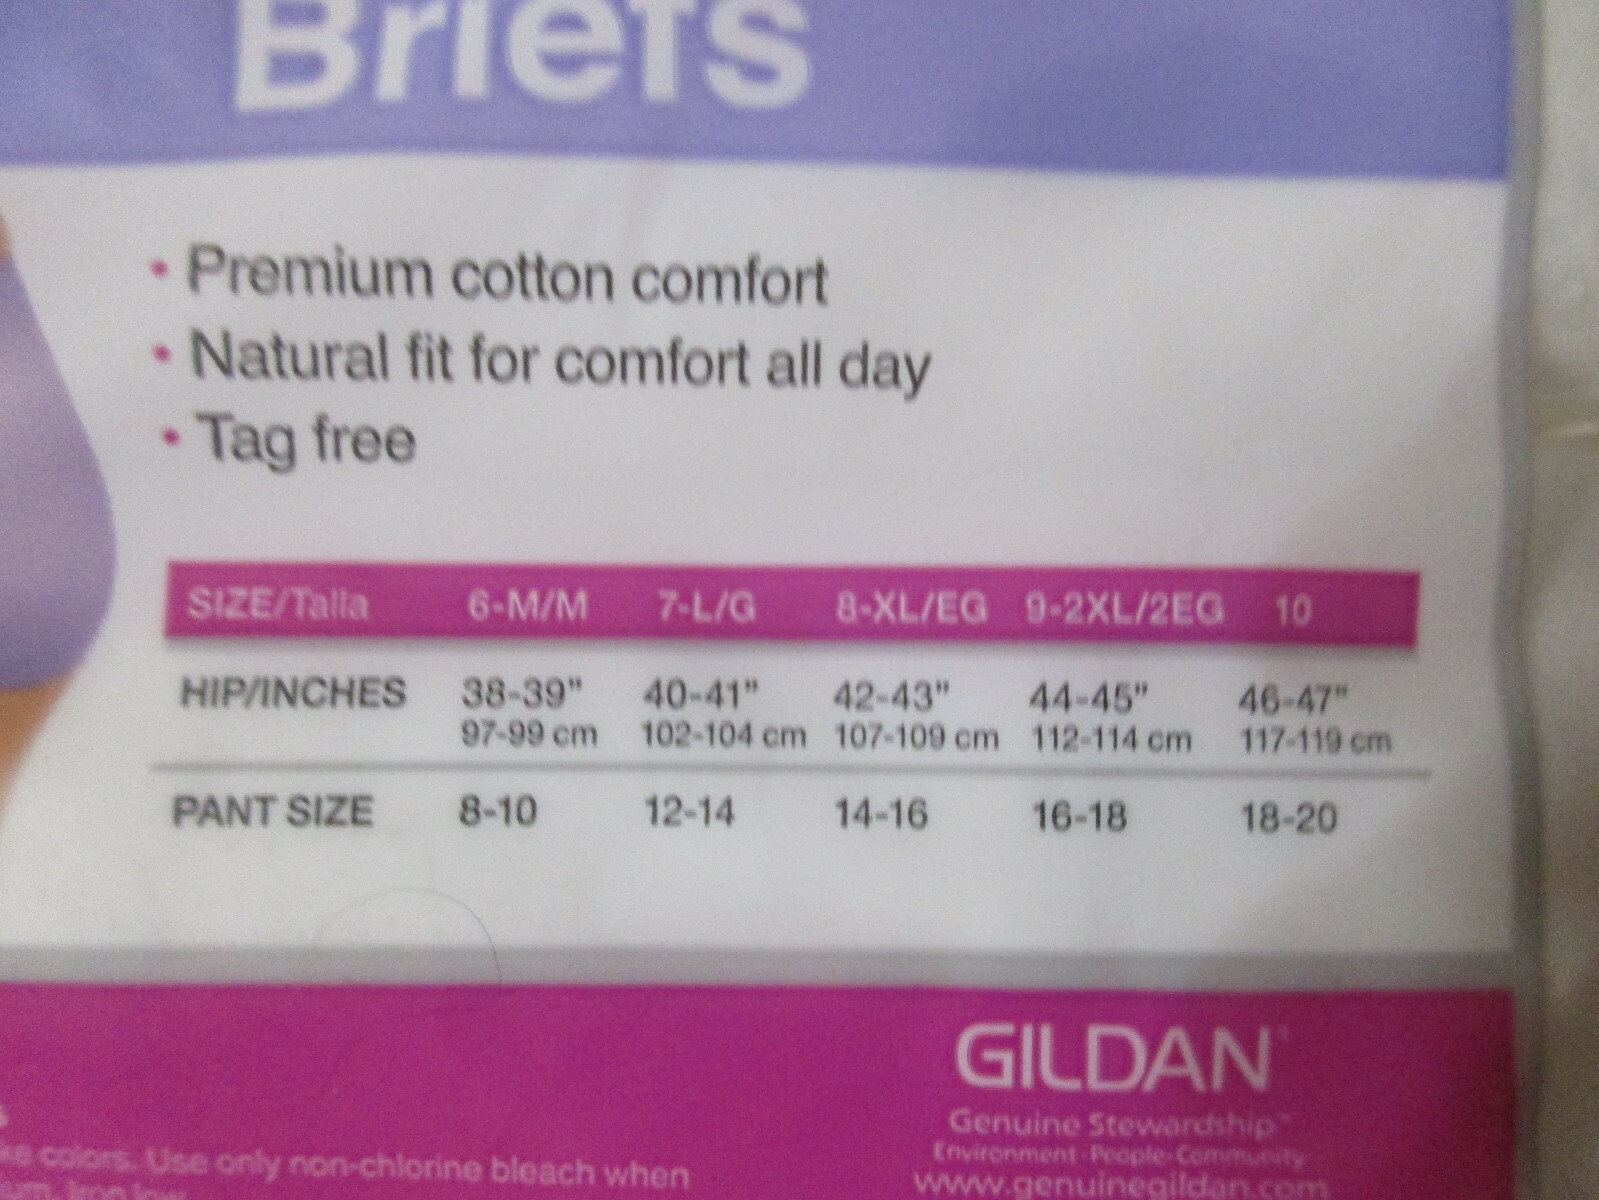 Briefs
• Premium cotton comfort
• Natural fit for comfort all day
• Tag free
SIZE/Talla 6-M/M 7-L/G 8-XL/EG 9-2XL/2EG 10
HIP/INCHES 38-39" 40-41" 42-43" 44-45" 46-47"
97-99 cm 102-104 cm 107-109 cm 112-114 cm 117-119 cm
PANT SIZE 8-10 12-14 14-16 16-18 18-20
GILDAN®
Genuine Stewardship™
Environment·People·Community
www.genuinegildan.com
colors. Use only non-chlorine bleach when
Iron low